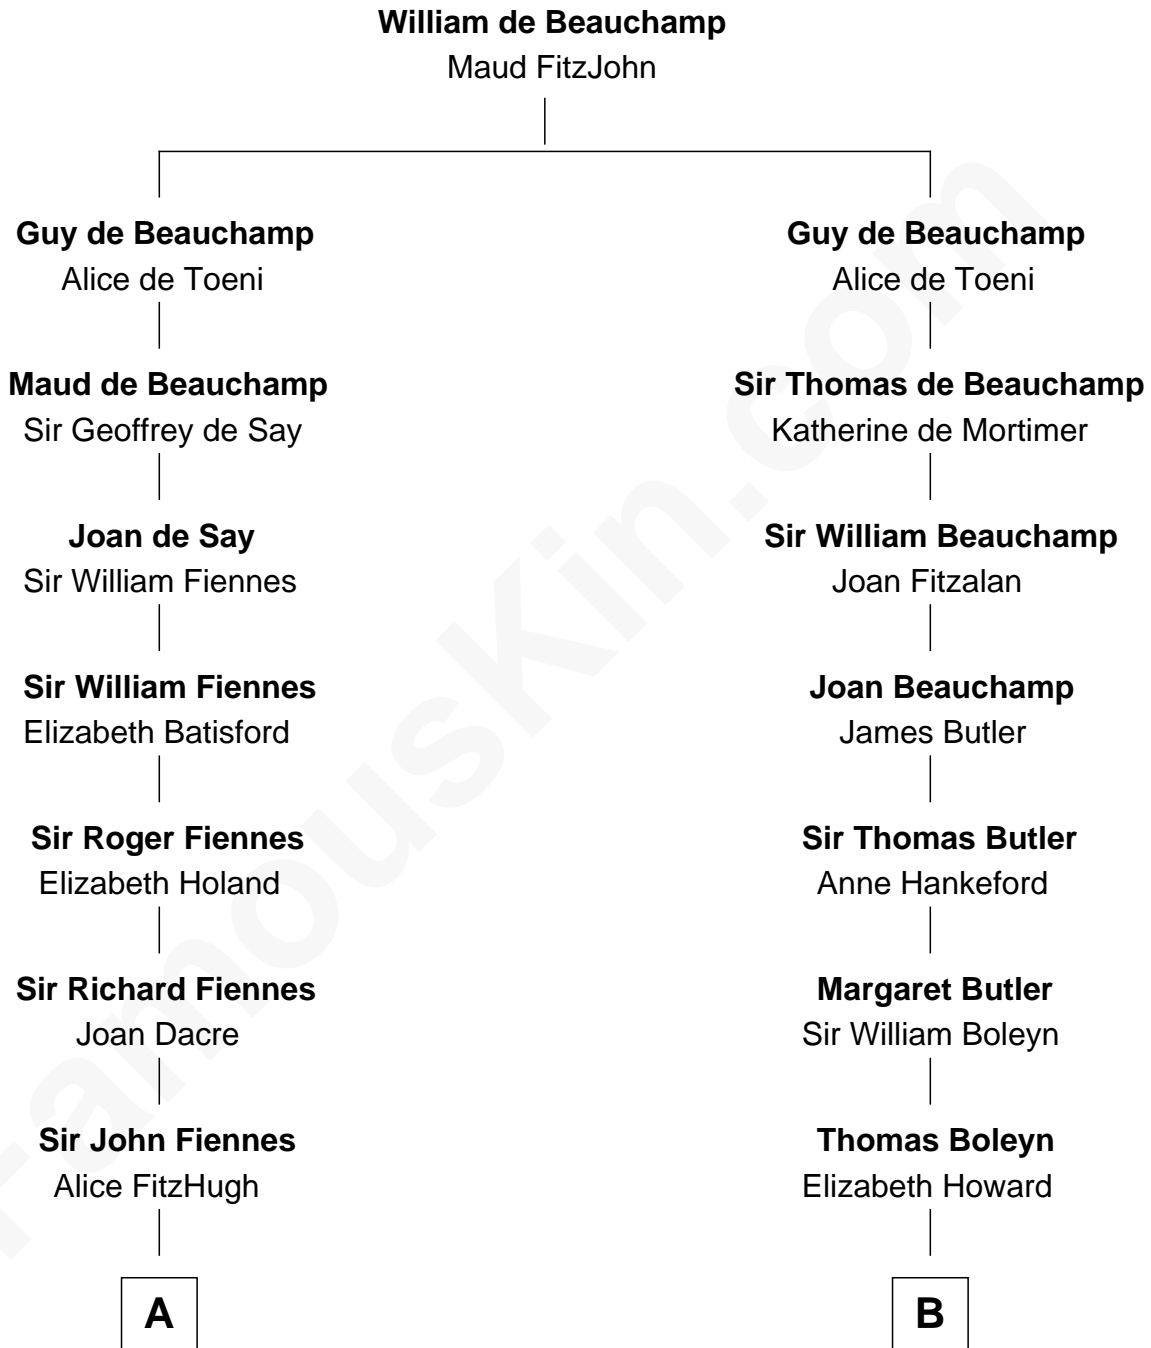 William de Beauchamp
Maud FitzJohn
Guy de Beauchamp
Alice de Toeni
Maud de Beauchamp
Sir Geoffrey de Say
Joan de Say
Sir William Fiennes
Sir William Fiennes
Elizabeth Batisford
Sir Roger Fiennes
Elizabeth Holand
Sir Richard Fiennes
Joan Dacre
Sir John Fiennes
Alice FitzHugh
A
Guy de Beauchamp
Alice de Toeni
Sir Thomas de Beauchamp
Katherine de Mortimer
Sir William Beauchamp
Joan Fitzalan
Joan Beauchamp
James Butler
Sir Thomas Butler
Anne Hankeford
Margaret Butler
Sir William Boleyn
Thomas Boleyn
Elizabeth Howard
B
FamousKin.com